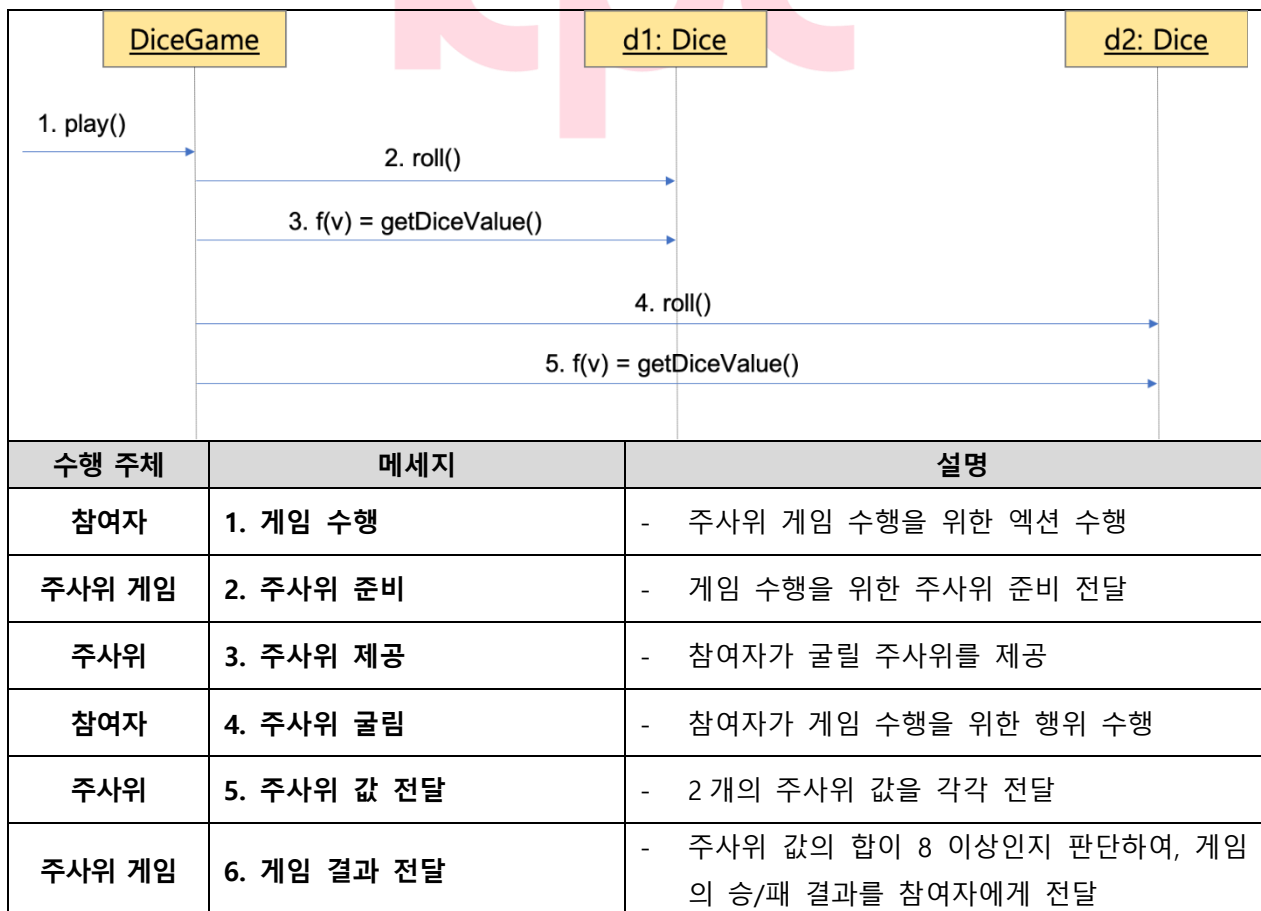 DiceGame
d1: Dice
d2: Dice
1. play()
2. roll()
3. f(v) = getDiceValue()
4. roll()
5. f(v) = getDiceValue()
수행 주체 메세지 설명
참여자 1. 게임 수행 - 주사위 게임 수행을 위한 엑션 수행
주사위 게임 2. 주사위 준비 - 게임 수행을 위한 주사위 준비 전달
주사위 3. 주사위 제공 - 참여자가 굴릴 주사위를 제공
참여자 4. 주사위 굴림 - 참여자가 게임 수행을 위한 행위 수행
주사위 5. 주사위 값 전달 - 2개의 주사위 값을 각각 전달
주사위 게임 6. 게임 결과 전달 - 주사위 값의 합이 8 이상인지 판단하여, 게임
의 승/패 결과를 참여자에게 전달